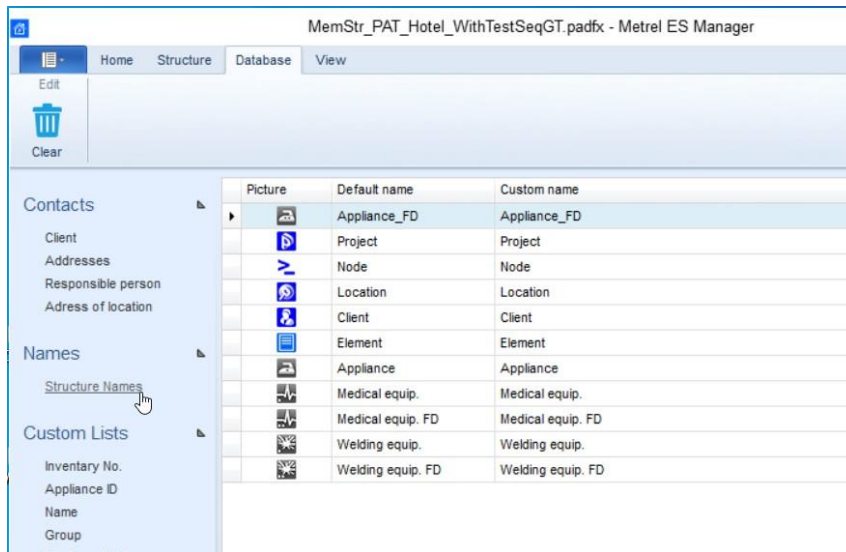 MemStr_PAT_Hotel_WithTestSeqGT.padfx - Metrel ES Manager
Home Structure Database View
Edit
Clear
Contacts
Client
Addresses
Responsible person
Adress of location
Names
Structure Names
Custom Lists
Inventory No.
Appliance ID
Name
Group
Picture Default name Custom name
Appliance_FD Appliance_FD
Project Project
Node Node
Location Location
Client Client
Element Element
Appliance Appliance
Medical equip. Medical equip.
Medical equip. FD Medical equip. FD
Welding equip. Welding equip.
Welding equip. FD Welding equip. FD